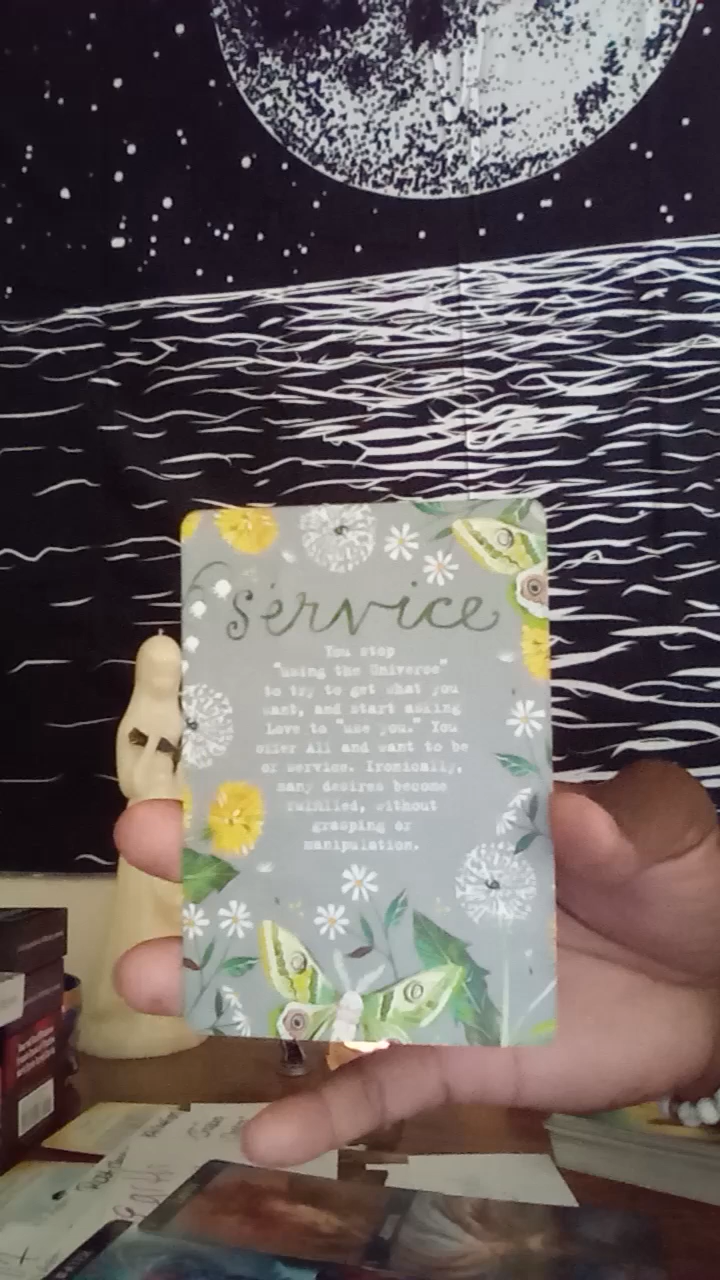 Service
You stop
"using the Universe"
to try to get what you
want, and start asking
Love to "use you." You
offer All and want to be
of service. Ironically,
many desires become
fulfilled, without
grasping or
manipulation.